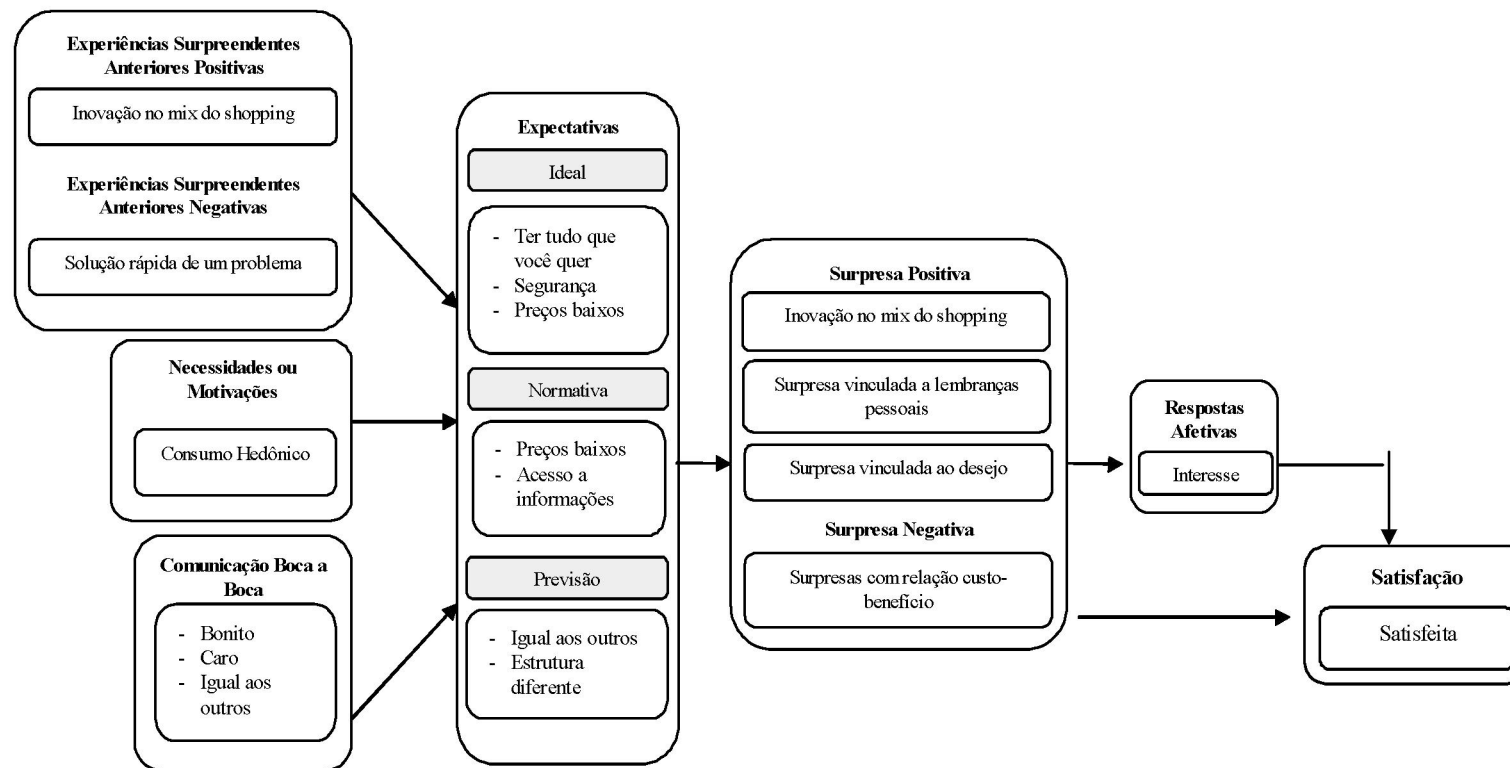 Experiências Surpreendentes
Anteriores Positivas
Inovação no mix do shopping
Experiências Surpreendentes
Anteriores Negativas
Solução rápida de um problema
Necessidades ou
Motivações
Consumo Hedônico
Comunicação Boca a
Boca
- Bonito
- Caro
- Igual aos
outros
Expectativas
Ideal
- Ter tudo que
você quer
- Segurança
- Preços baixos
Normativa
- Preços baixos
- Acesso a
informações
Previsão
- Igual aos outros
- Estrutura
diferente
Surpresa Positiva
Inovação no mix do shopping
Surpresa vinculada a lembranças
pessoais
Surpresa vinculada ao desejo
Surpresa Negativa
Surpresas com relação custo-
benefício
Respostas
Afetivas
Interesse
Satisfação
Satisfeita